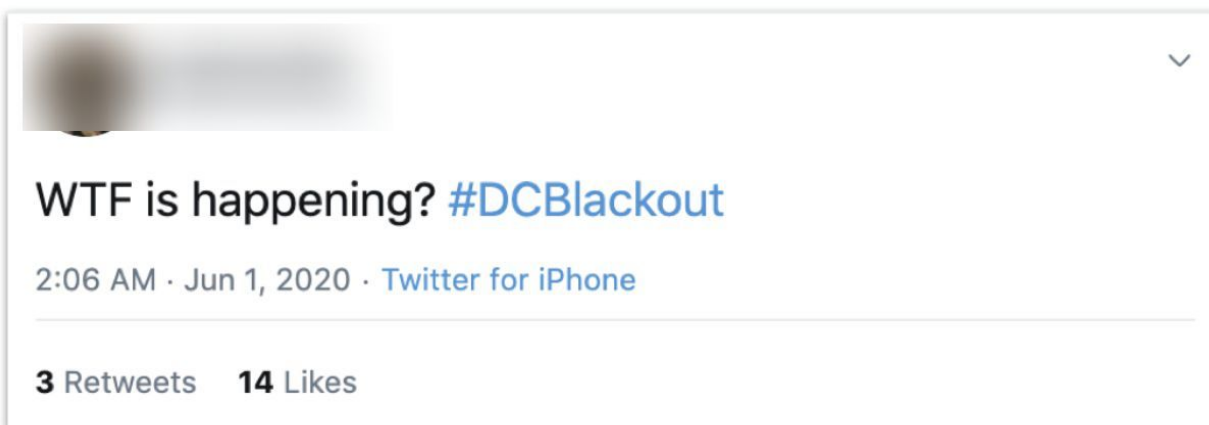 WTF is happening? #DCBlackout
2:06 AM · Jun 1, 2020 · Twitter for iPhone
3 Retweets 14 Likes